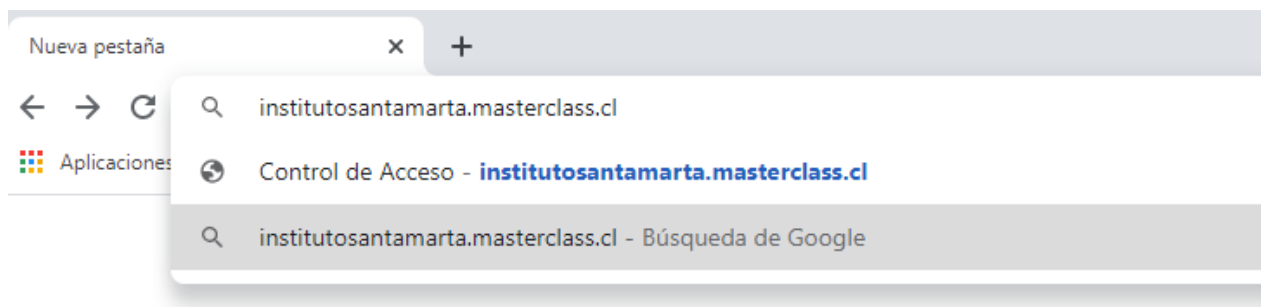 Nueva pestaña
institutosantamarta.masterclass.cl
Aplicaciones
Control de Acceso - institutosantamarta.masterclass.cl
institutosantamarta.masterclass.cl - Búsqueda de Google